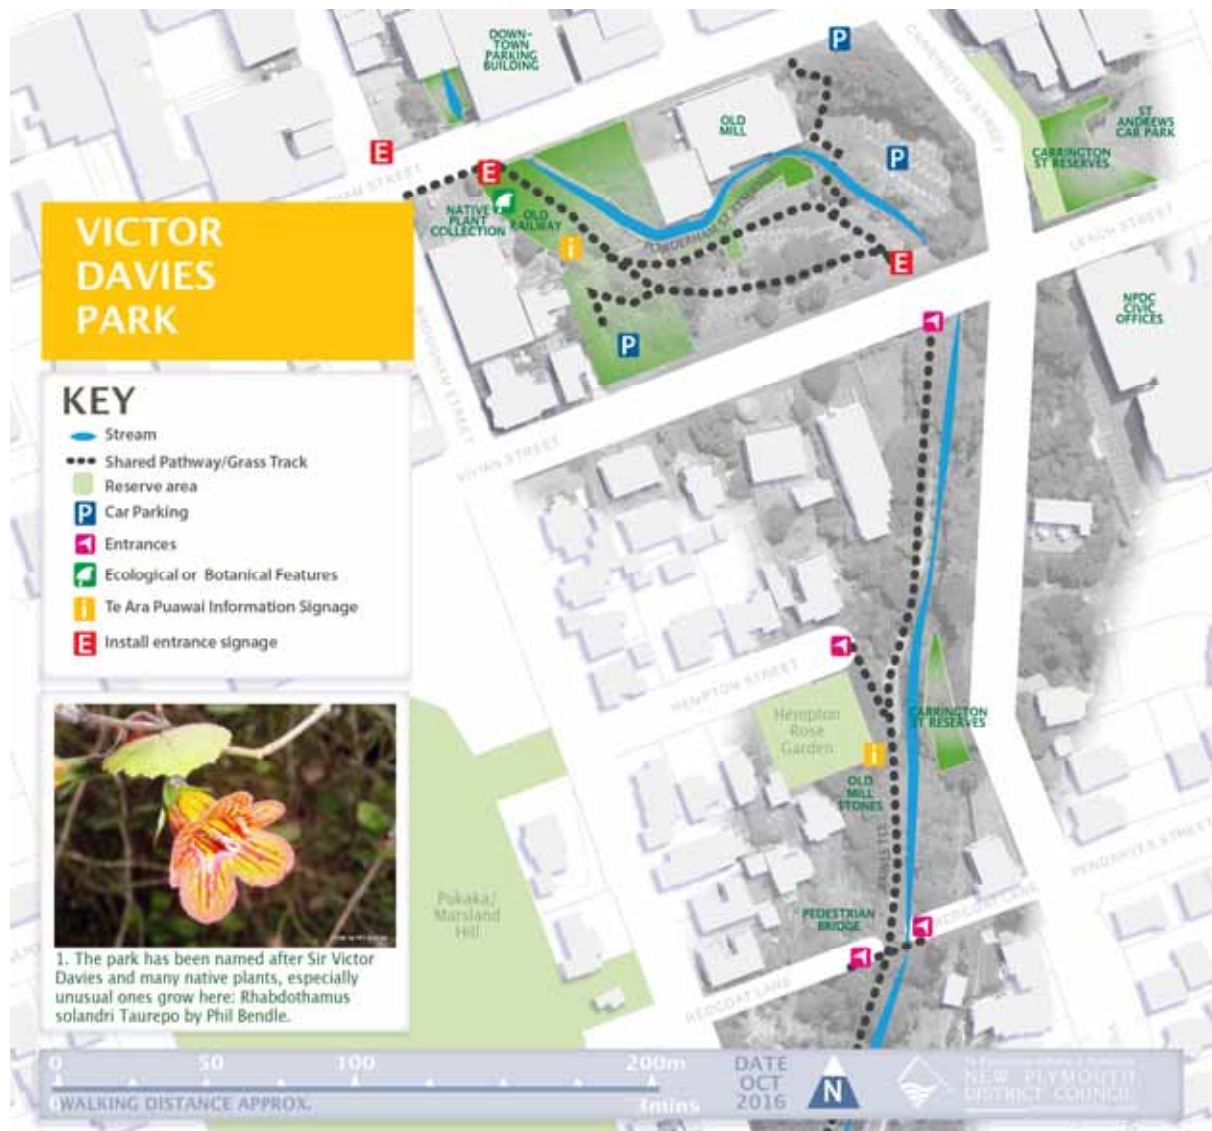 VICTOR
DAVIES
PARK
KEY
Stream
Shared Pathway/Grass Track
Reserve area
P Car Parking
Entrances
Ecological or Botanical Features
i Te Ara Puawai Information Signage
E Install entrance signage
1. The park has been named after Sir Victor
Davies and many native plants, especially
unusual ones grow here: Rhabdothamus
solandri Taurepo by Phil Bendle.
DOWN-
TOWN
PARKING
BUILDING
P
OLD
MILL
P
CARRINGTON STREET
ST
ANDREWS
CAR PARK
CARRINGTON
ST RESERVES
E
E
NATIVE
PLANT
COLLECTION
OLD
RAILWAY
i
E
P
LEACH STREET
NPDC
CIVIC
OFFICES
BROUGHAM STREET
VIVIAN STREET
HEMPTON STREET
Hempton
Rose
Garden
i
OLD
MILL
STONES
CARRINGTON
ST RESERVES
PENDARVES STREET
Pukaka/
Marsland
Hill
PEDESTRIAN
BRIDGE
REDCOAT LANE
REDCOAT LANE
0 50 100 200m
WALKING DISTANCE APPROX. 3mins
DATE
OCT
2016
N
NEW PLYMOUTH
DISTRICT COUNCIL